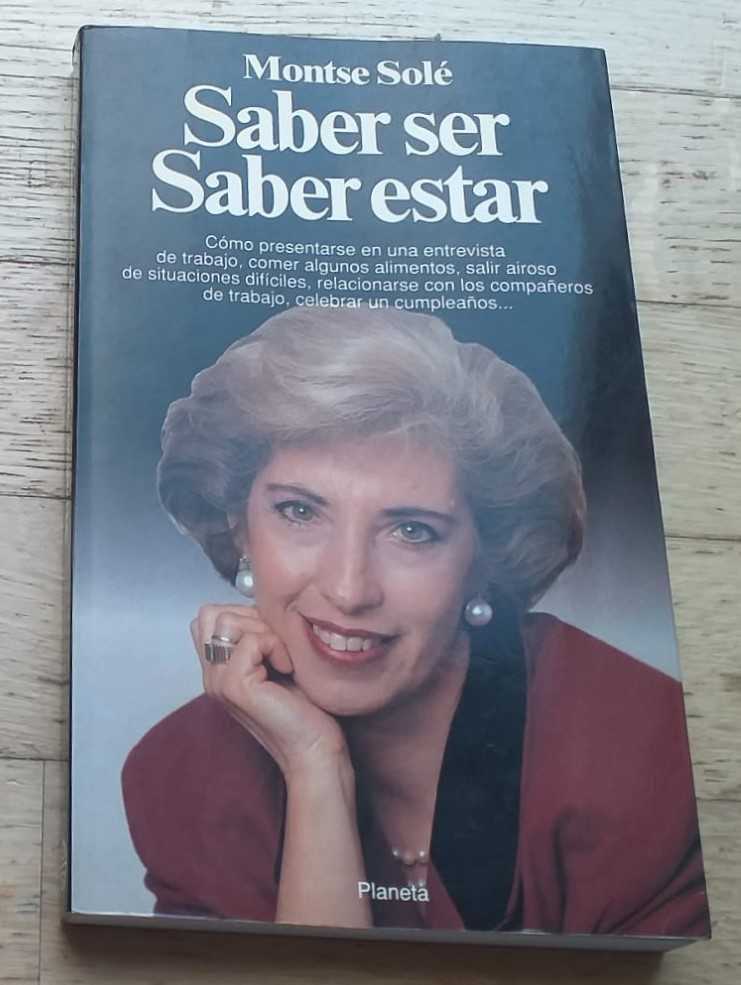 Montse Solé
Saber ser
Saber estar
Cómo presentarse en una entrevista
de trabajo, comer algunos alimentos, salir airoso
de situaciones difíciles, relacionarse con los compañeros
de trabajo, celebrar un cumpleaños...
Planeta